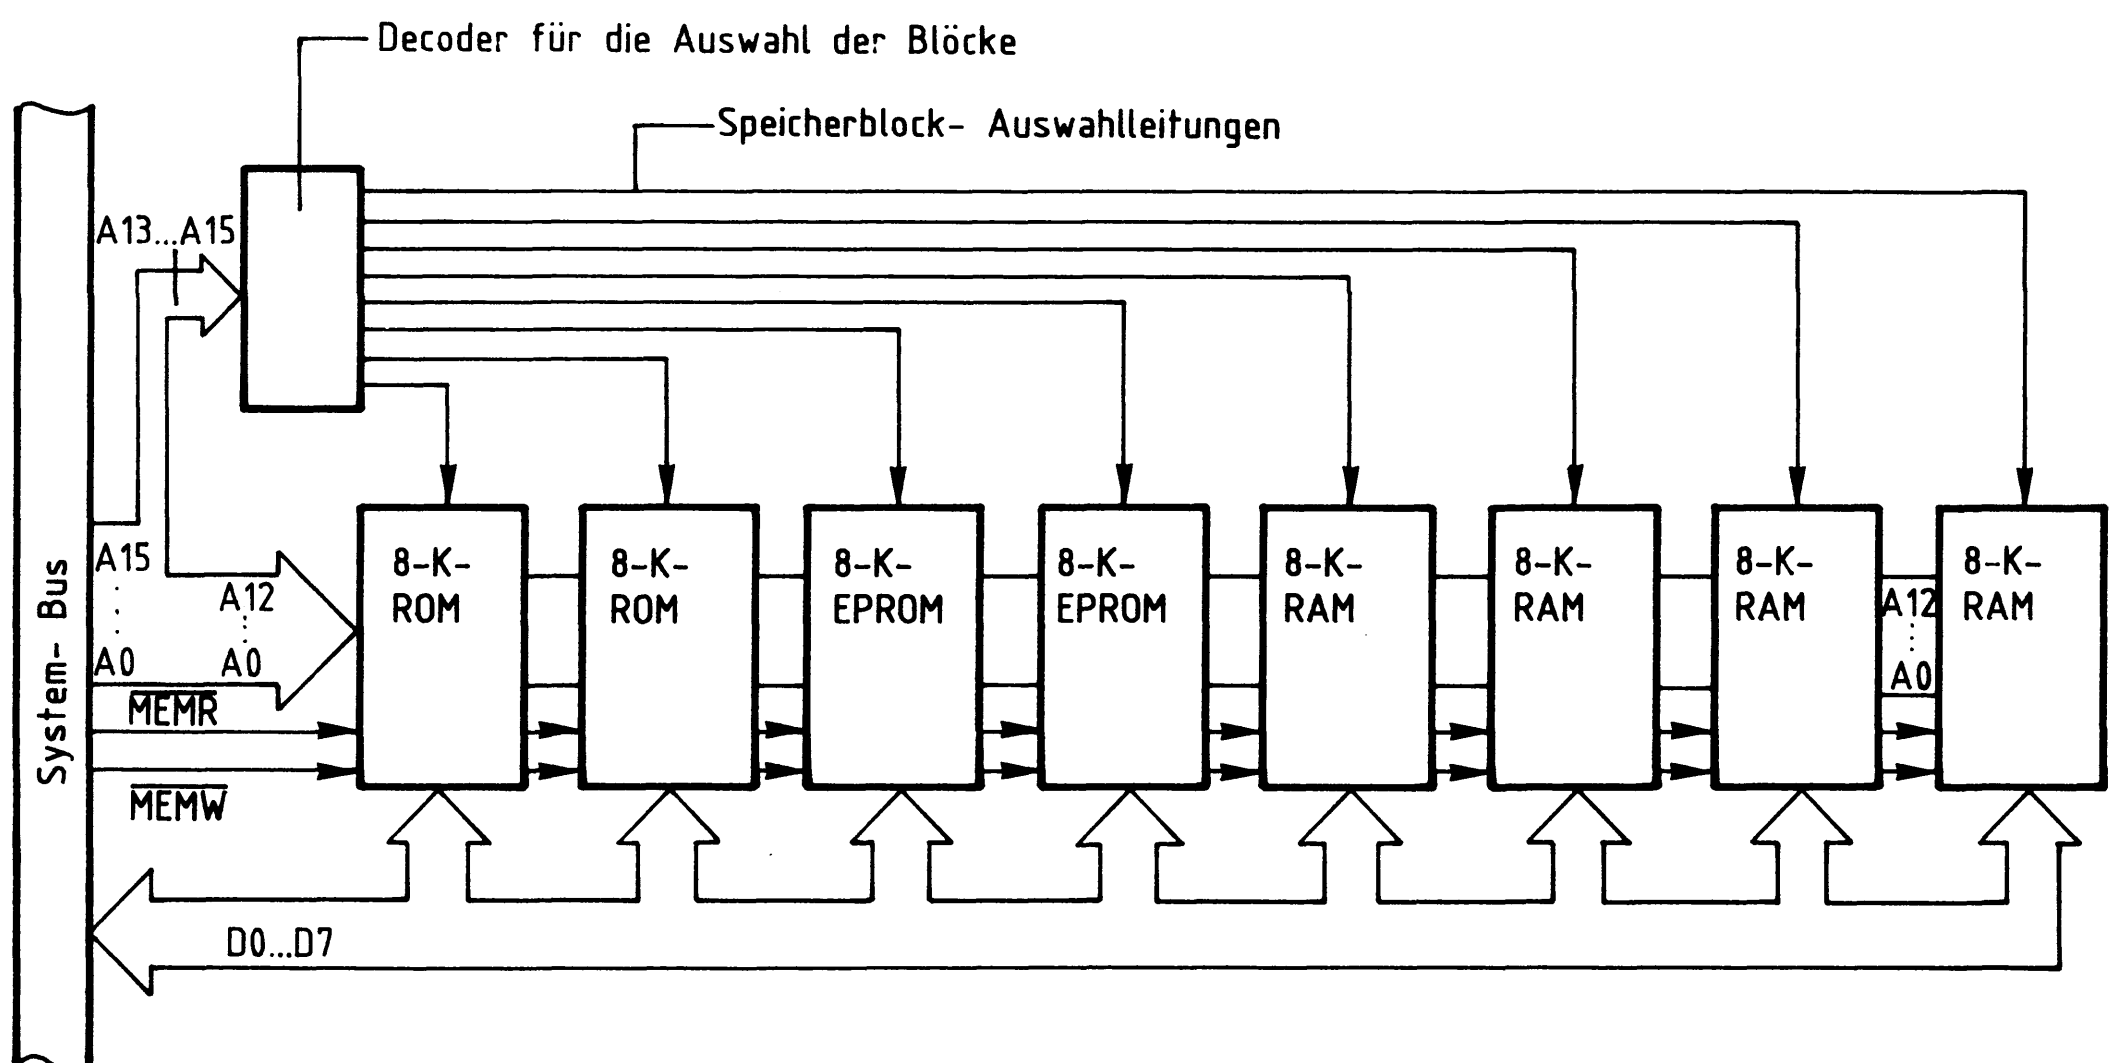 Decoder für die Auswahl der Blöcke
Speicherblock- Auswahlleitungen
A13...A15
System- Bus
A15
A0
A12
A0
MEMR
MEMW
8-K-
ROM
8-K-
ROM
8-K-
EPROM
8-K-
EPROM
8-K-
RAM
8-K-
RAM
8-K-
RAM
A12
A0
8-K-
RAM
D0...D7